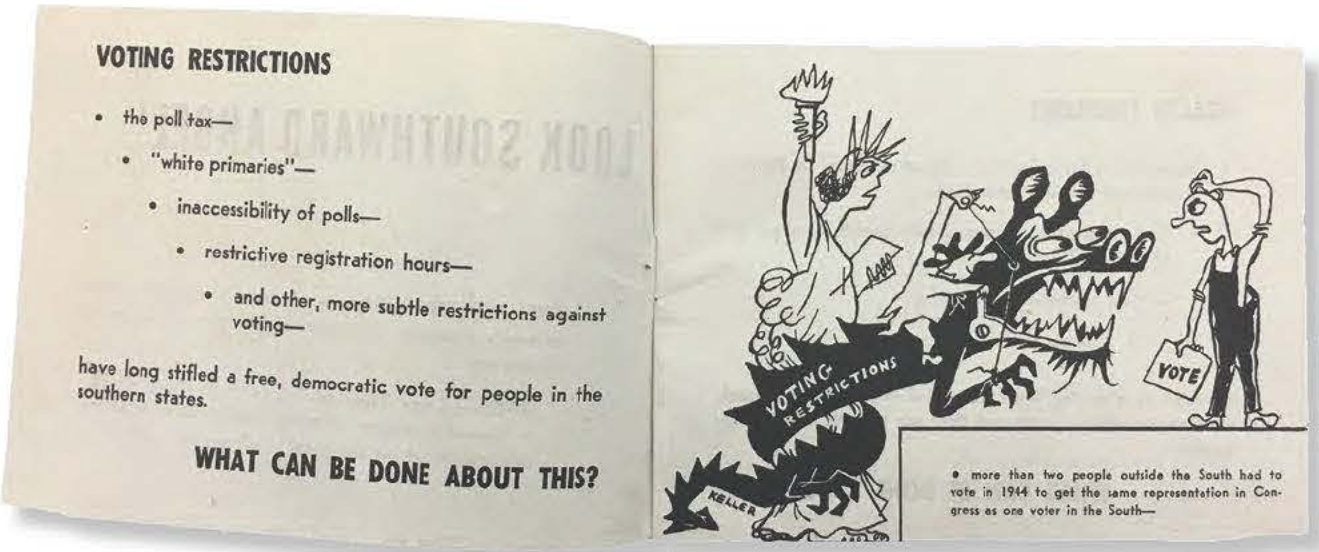 VOTING RESTRICTIONS
• the poll tax—
• "white primaries"—
• inaccessibility of polls—
• restrictive registration hours—
• and other, more subtle restrictions against
voting—
have long stifled a free, democratic vote for people in the
southern states.
WHAT CAN BE DONE ABOUT THIS?
VOTING
RESTRICTIONS
VOTE
KELLER
• more than two people outside the South had to
vote in 1944 to get the same representation in Con-
gress as one voter in the South—